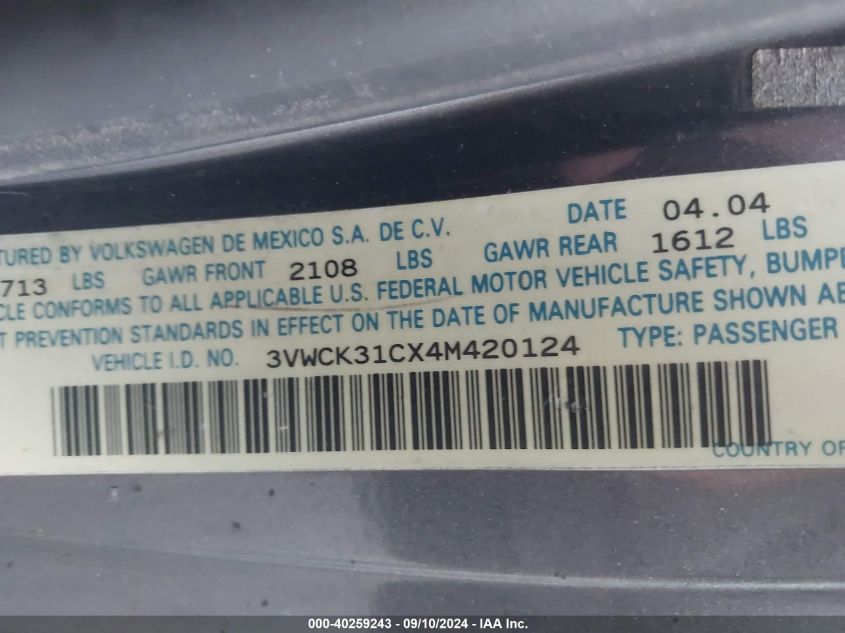 TURED BY VOLKSWAGEN DE MEXICO S.A. DE C.V. DATE 04.04
713 LBS GAWR FRONT 2108 LBS GAWR REAR 1612 LBS
CLE CONFORMS TO ALL APPLICABLE U.S. FEDERAL MOTOR VEHICLE SAFETY, BUMPE
T PREVENTION STANDARDS IN EFFECT ON THE DATE OF MANUFACTURE SHOWN AB
VEHICLE I.D. NO. 3VWCK31CX4M420124 TYPE: PASSENGER
COUNTRY OF
000-40259243 – 09/10/2024 – IAA Inc.